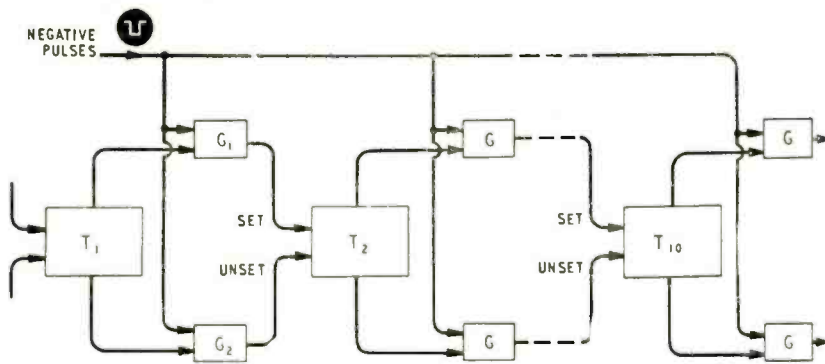 NEGATIVE
PULSES
G1
G
G
SET
SET
T1
T2
T10
UNSET
UNSET
G2
G
G